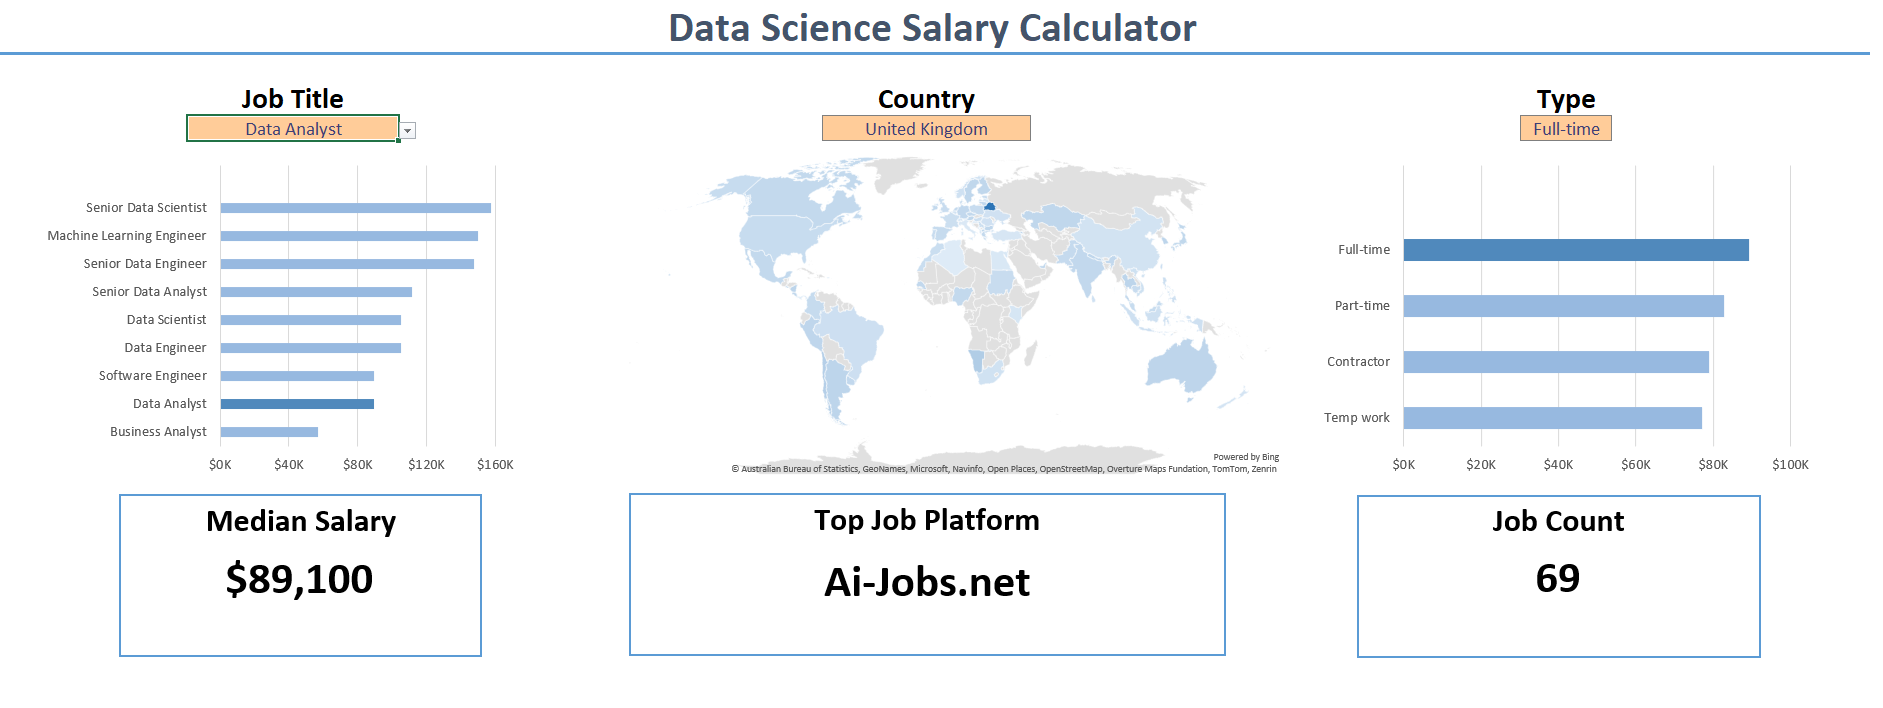 Data Science Salary Calculator
Job Title
Data Analyst
Country
United Kingdom
Type
Full-time
Senior Data Scientist
Machine Learning Engineer
Senior Data Engineer
Senior Data Analyst
Data Scientist
Data Engineer
Software Engineer
Data Analyst
Business Analyst
$0K $40K $80K $120K $160K
Powered by Bing
© Australian Bureau of Statistics, GeoNames, Microsoft, Navinfo, Open Places, OpenStreetMap, Overture Maps Fundation, TomTom, Zenrin
Full-time
Part-time
Contractor
Temp work
$0K $20K $40K $60K $80K $100K
Median Salary
$89,100
Top Job Platform
Ai-Jobs.net
Job Count
69